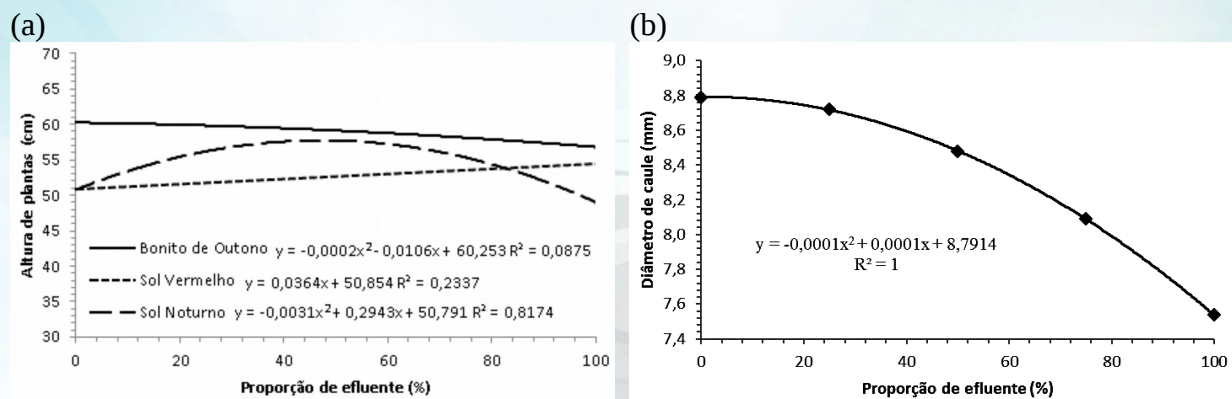 (a)
70
65
60
55
50
45
40
35
30
Altura de plantas (cm)
Bonito de Outono y = -0,0002x² - 0,0106x + 60,253 R² = 0,0875
Sol Vermelho y = 0,0364x + 50,854 R² = 0,2337
Sol Noturno y = -0,0031x² + 0,2943x + 50,791 R² = 0,8174
0 20 40 60 80 100
Proporção de efluente (%)
(b)
9,0
8,8
8,6
8,4
8,2
8,0
7,8
7,6
7,4
Diâmetro de caule (mm)
y = -0,0001x² + 0,0001x + 8,7914
R² = 1
0 20 40 60 80 100
Proporção de efluente (%)